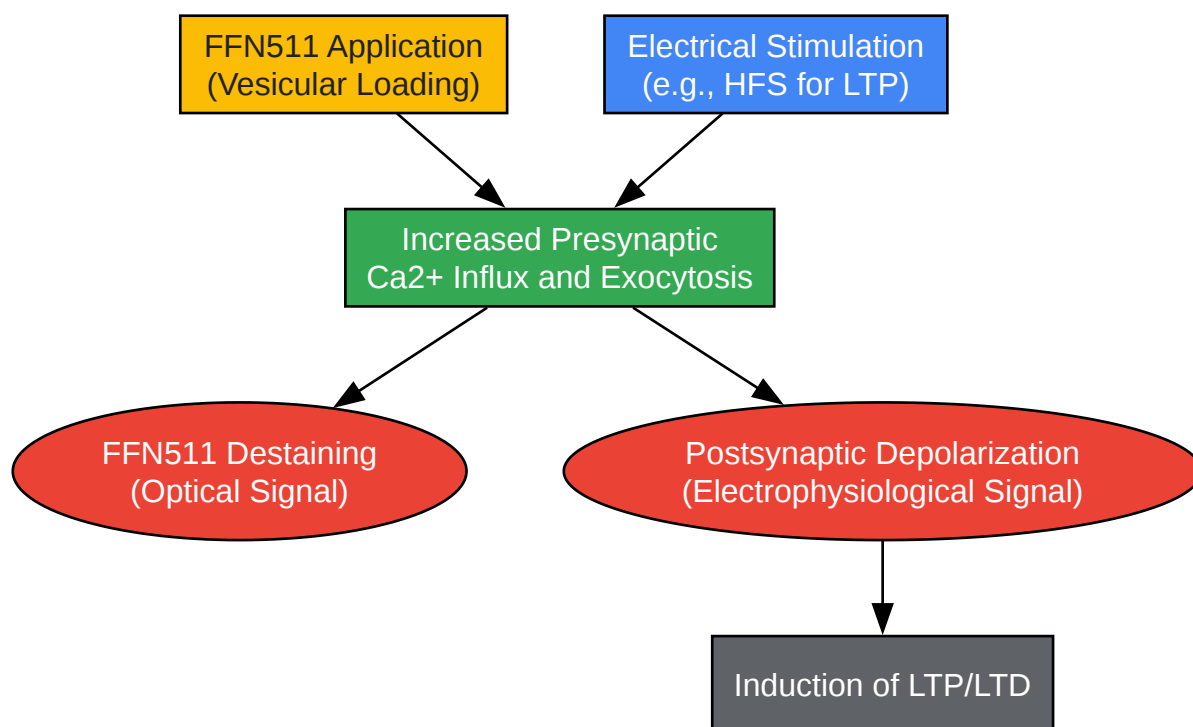 FFN511 Application
(Vesicular Loading)
Electrical Stimulation
(e.g., HFS for LTP)
Increased Presynaptic
Ca2+ Influx and Exocytosis
FFN511 Destaining
(Optical Signal)
Postsynaptic Depolarization
(Electrophysiological Signal)
Induction of LTP/LTD